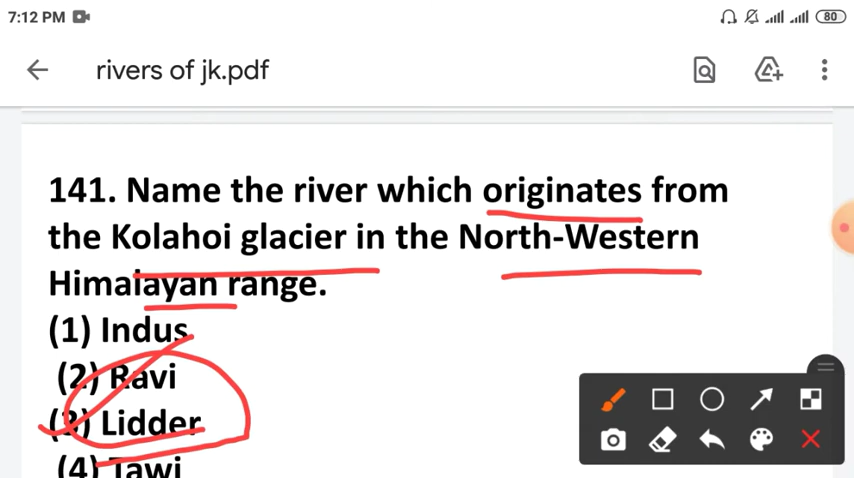 7:12 PM
80
rivers of jk.pdf
141. Name the river which originates from
the Kolahoi glacier in the North-Western
Himalayan range.
(1) Indus
(2) Ravi
(3) Lidder
(4) Tawi